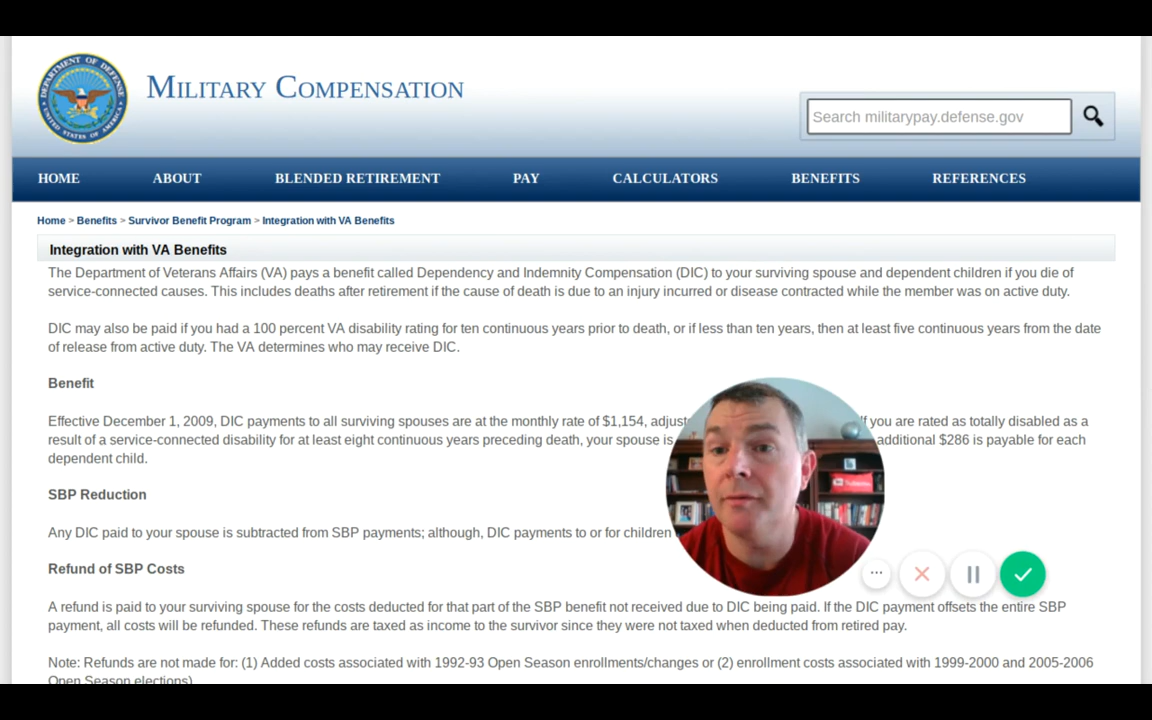 DEPARTMENT OF DEFENSE
UNITED STATES OF AMERICA
MILITARY COMPENSATION
Search militarypay.defense.gov
HOME ABOUT BLENDED RETIREMENT PAY CALCULATORS BENEFITS REFERENCES
Home > Benefits > Survivor Benefit Program > Integration with VA Benefits
Integration with VA Benefits
The Department of Veterans Affairs (VA) pays a benefit called Dependency and Indemnity Compensation (DIC) to your surviving spouse and dependent children if you die of
service-connected causes. This includes deaths after retirement if the cause of death is due to an injury incurred or disease contracted while the member was on active duty.
DIC may also be paid if you had a 100 percent VA disability rating for ten continuous years prior to death, or if less than ten years, then at least five continuous years from the date
of release from active duty. The VA determines who may receive DIC.
Benefit
Effective December 1, 2009, DIC payments to all surviving spouses are at the monthly rate of $1,154, you are rated as totally disabled as a
result of a service-connected disability for at least eight continuous years preceding death, your spouse is additional $286 is payable for each
dependent child.
SBP Reduction
Any DIC paid to your spouse is subtracted from SBP payments; although, DIC payments to or for children
Refund of SBP Costs
A refund is paid to your surviving spouse for the costs deducted for that part of the SBP benefit not received due to DIC being paid. If the DIC payment offsets the entire SBP
payment, all costs will be refunded. These refunds are taxed as income to the survivor since they were not taxed when deducted from retired pay.
Note: Refunds are not made for: (1) Added costs associated with 1992-93 Open Season enrollments/changes or (2) enrollment costs associated with 1999-2000 and 2005-2006
Open Season elections)